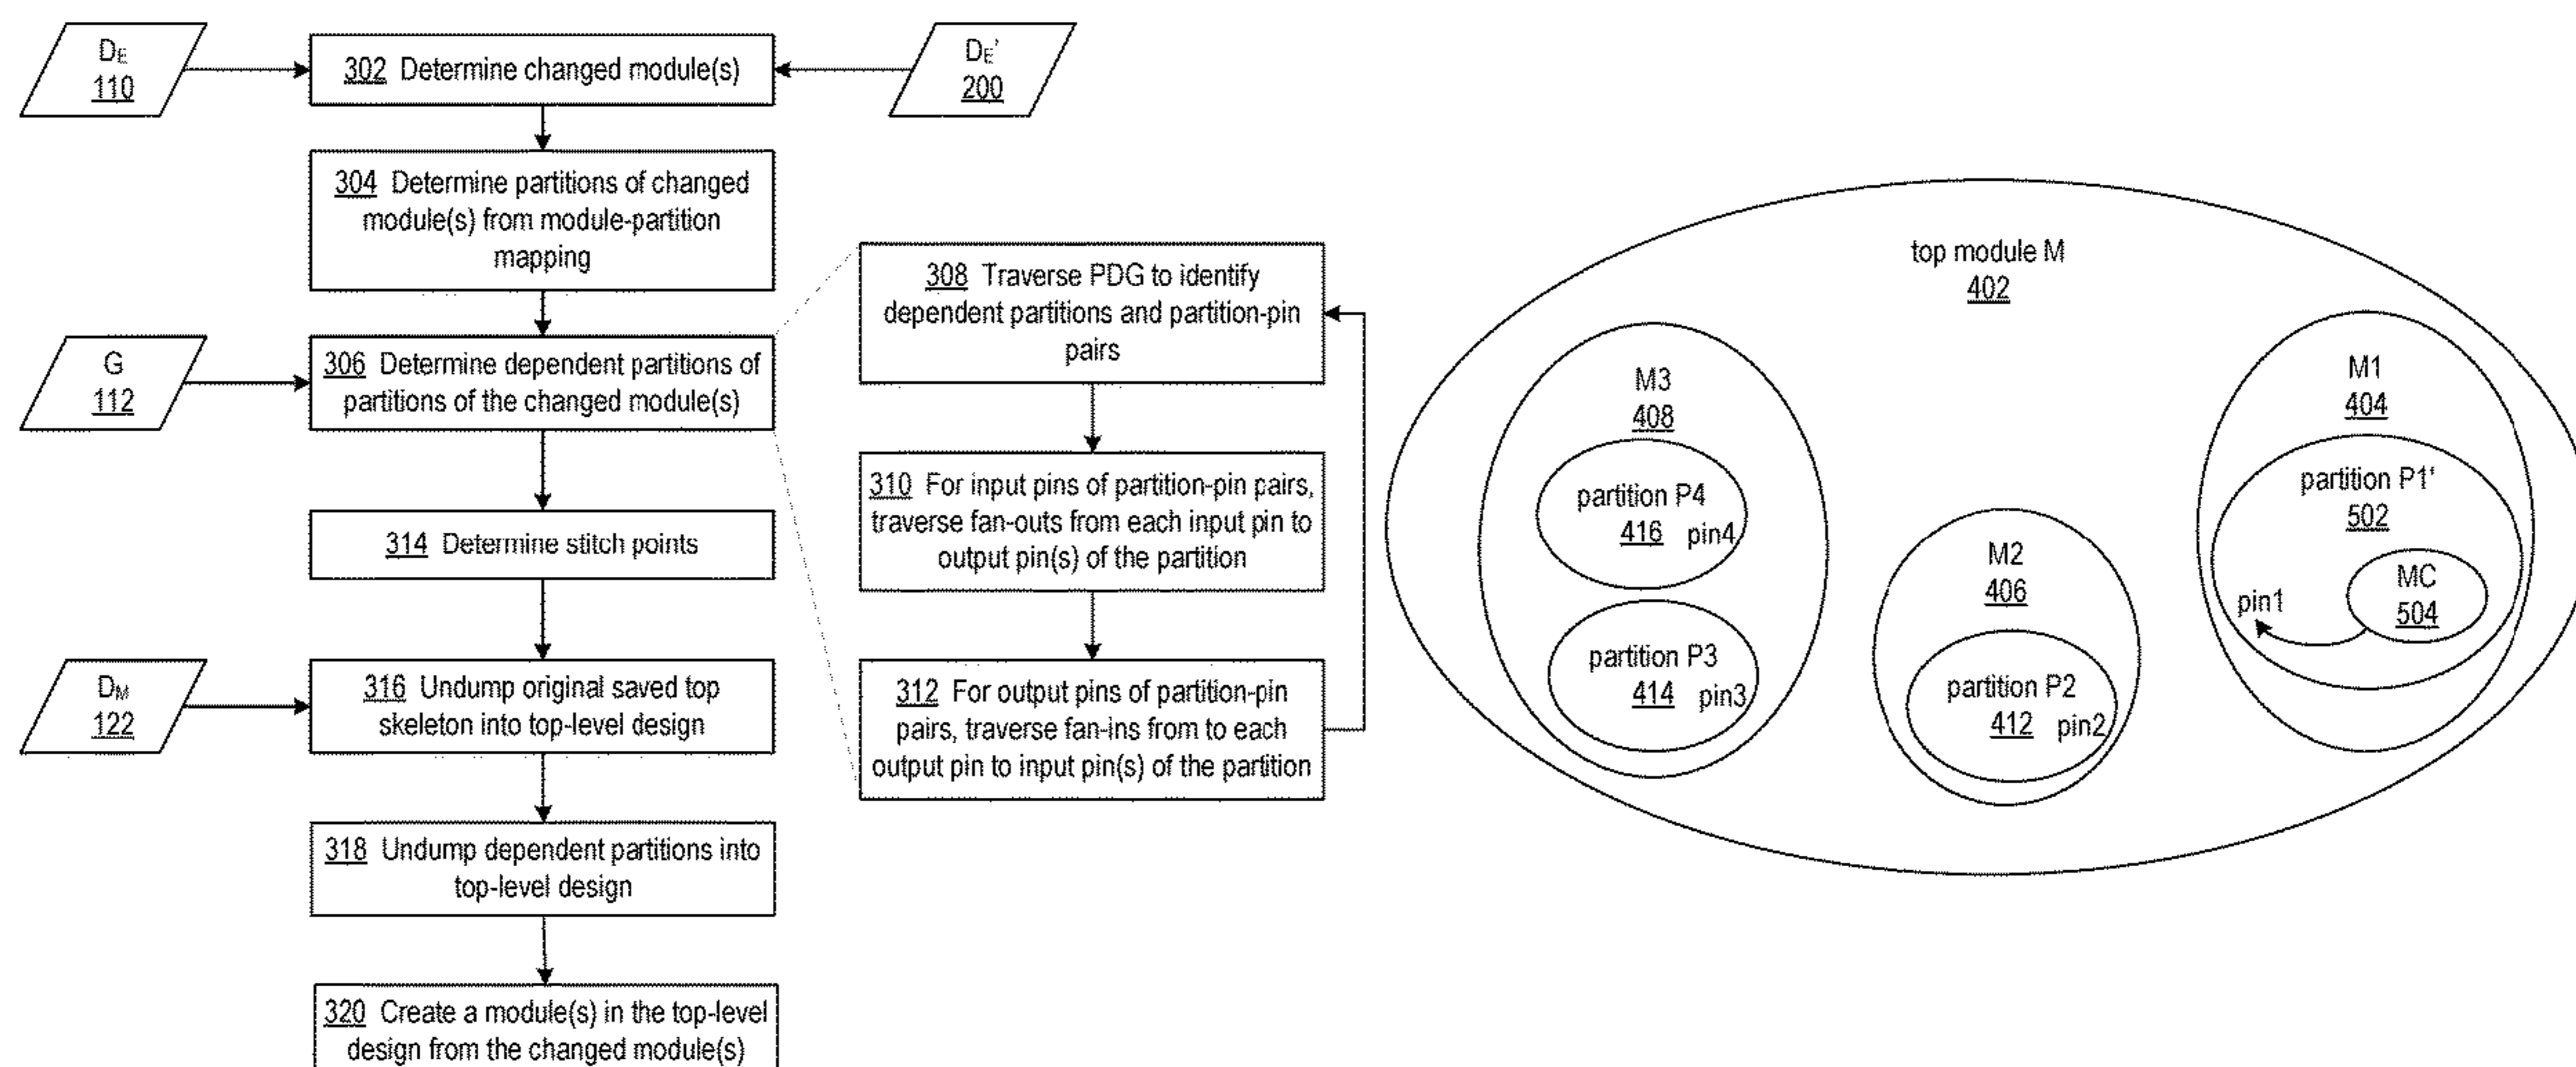 D_E
110
302 Determine changed module(s)
D_E'
200
304 Determine partitions of changed
module(s) from module-partition
mapping
G
112
306 Determine dependent partitions of
partitions of the changed module(s)
314 Determine stitch points
D_M
122
316 Undump original saved top
skeleton into top-level design
318 Undump dependent partitions into
top-level design
320 Create a module(s) in the top-level
design from the changed module(s)
308 Traverse PDG to identify
dependent partitions and partition-pin
pairs
310 For input pins of partition-pin pairs,
traverse fan-outs from each input pin to
output pin(s) of the partition
312 For output pins of partition-pin
pairs, traverse fan-ins from to each
output pin to input pin(s) of the partition
top module M
402
M3
408
partition P4
416 pin4
partition P3
414 pin3
M2
406
partition P2
412 pin2
M1
404
partition P1'
502
MC
504
pin1